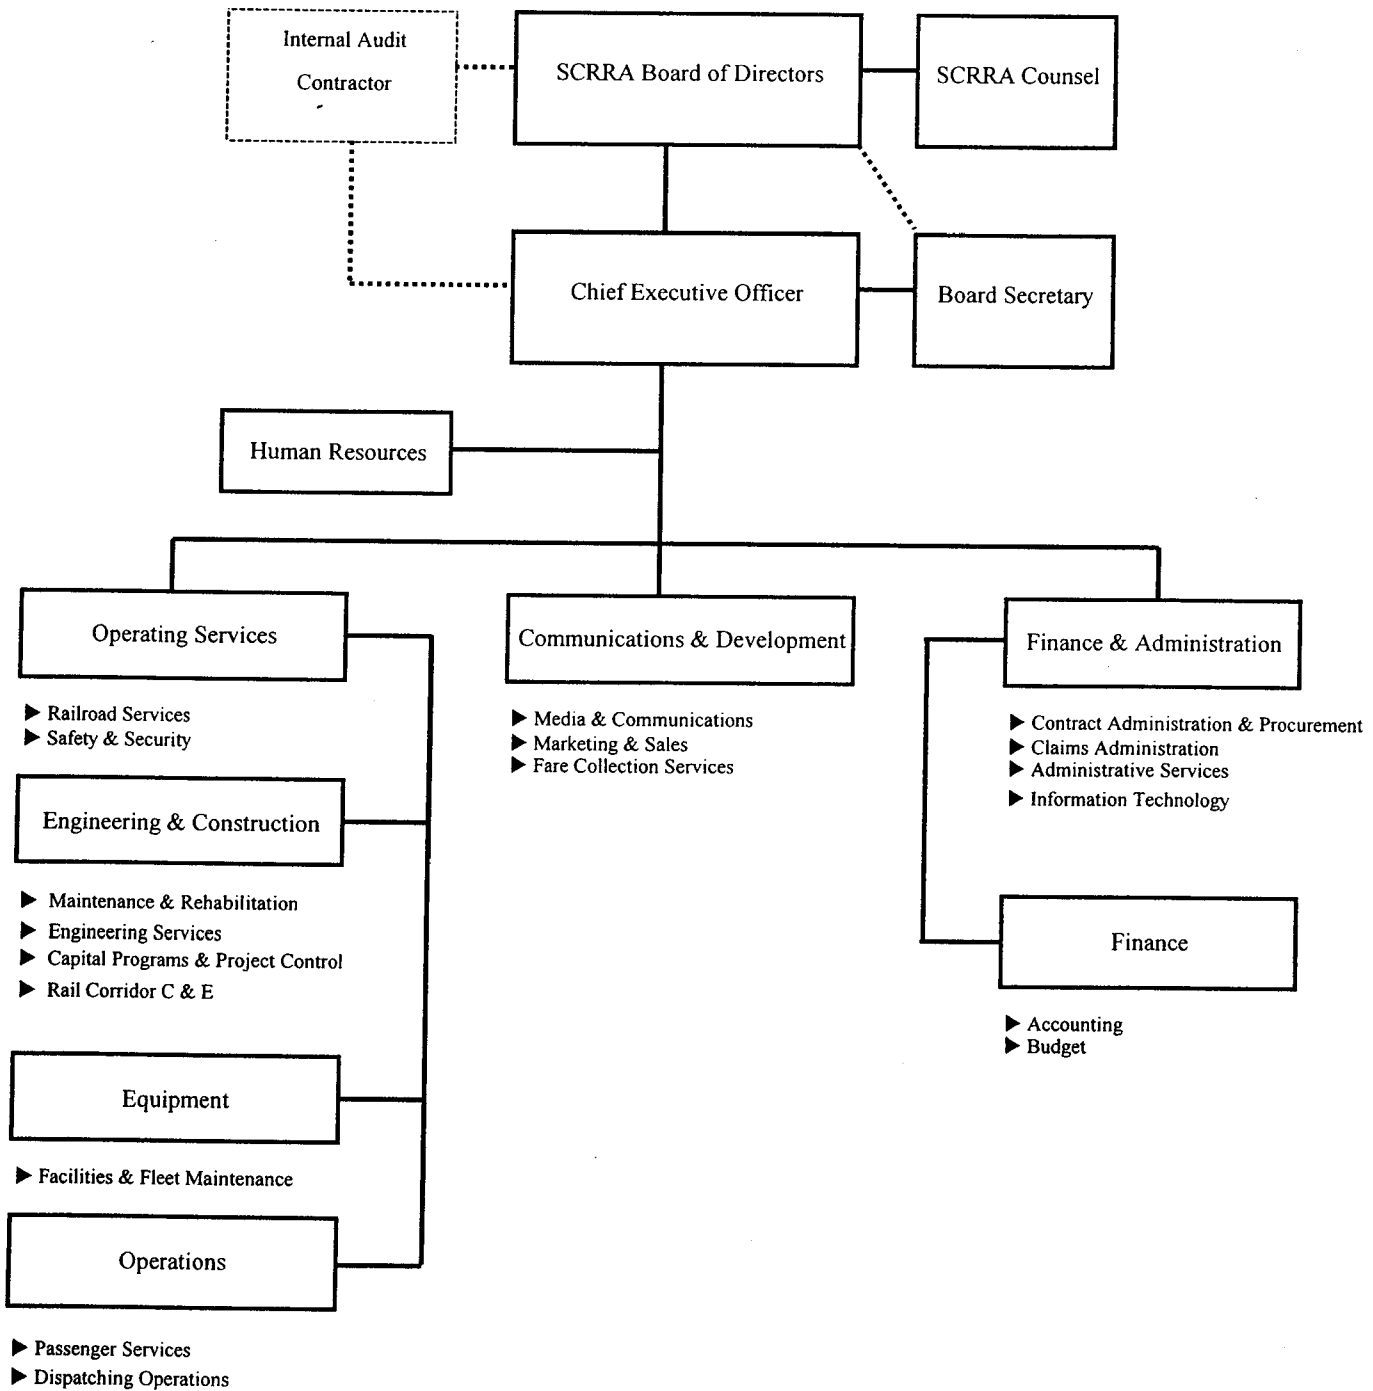 Internal Audit
Contractor
SCRRA Board of Directors
SCRRA Counsel
Chief Executive Officer
Board Secretary
Human Resources
Operating Services
Railroad Services
Safety & Security
Engineering & Construction
Maintenance & Rehabilitation
Engineering Services
Capital Programs & Project Control
Rail Corridor C & E
Equipment
Facilities & Fleet Maintenance
Operations
Passenger Services
Dispatching Operations
Communications & Development
Media & Communications
Marketing & Sales
Fare Collection Services
Finance & Administration
Contract Administration & Procurement
Claims Administration
Administrative Services
Information Technology
Finance
Accounting
Budget